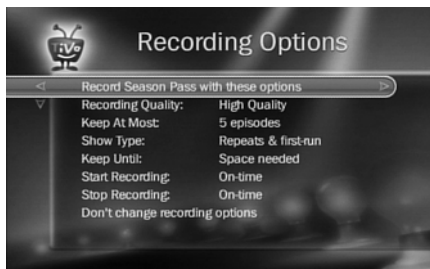 TiVo
Recording Options
Record Season Pass with these options
Recording Quality: High Quality
Keep At Most: 5 episodes
Show Type: Repeats & first-run
Keep Until: Space needed
Start Recording: On-time
Stop Recording: On-time
Don't change recording options